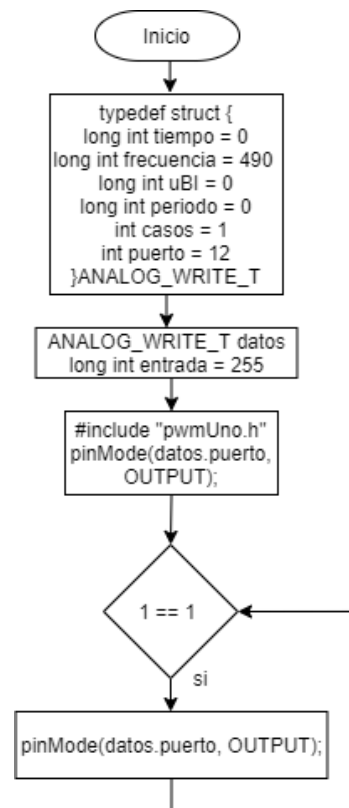 Inicio
typedef struct {
long int tiempo = 0
long int frecuencia = 490
long int uBI = 0
long int periodo = 0
int casos = 1
int puerto = 12
}ANALOG_WRITE_T
ANALOG_WRITE_T datos
long int entrada = 255
#include "pwmUno.h"
pinMode(datos.puerto,
OUTPUT);
1 == 1
si
pinMode(datos.puerto, OUTPUT);